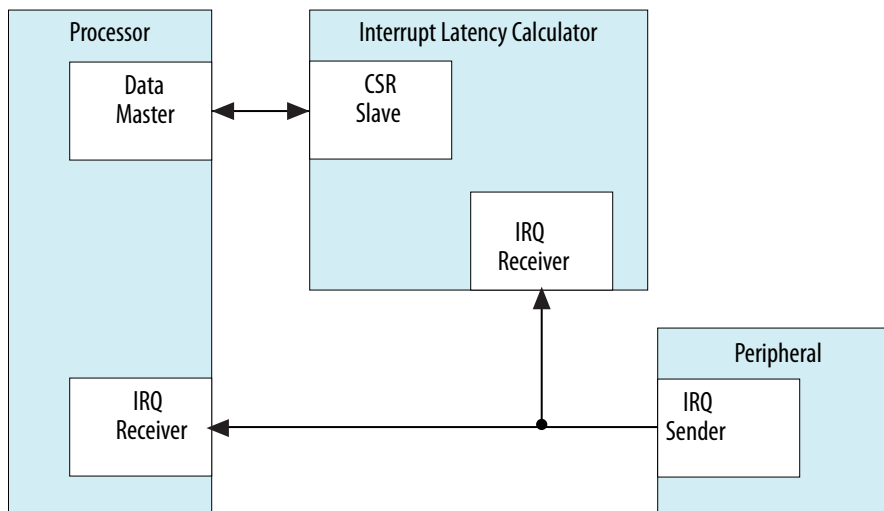 Processor
Data
Master
IRQ
Receiver
Interrupt Latency Calculator
CSR
Slave
IRQ
Receiver
Peripheral
IRQ
Sender